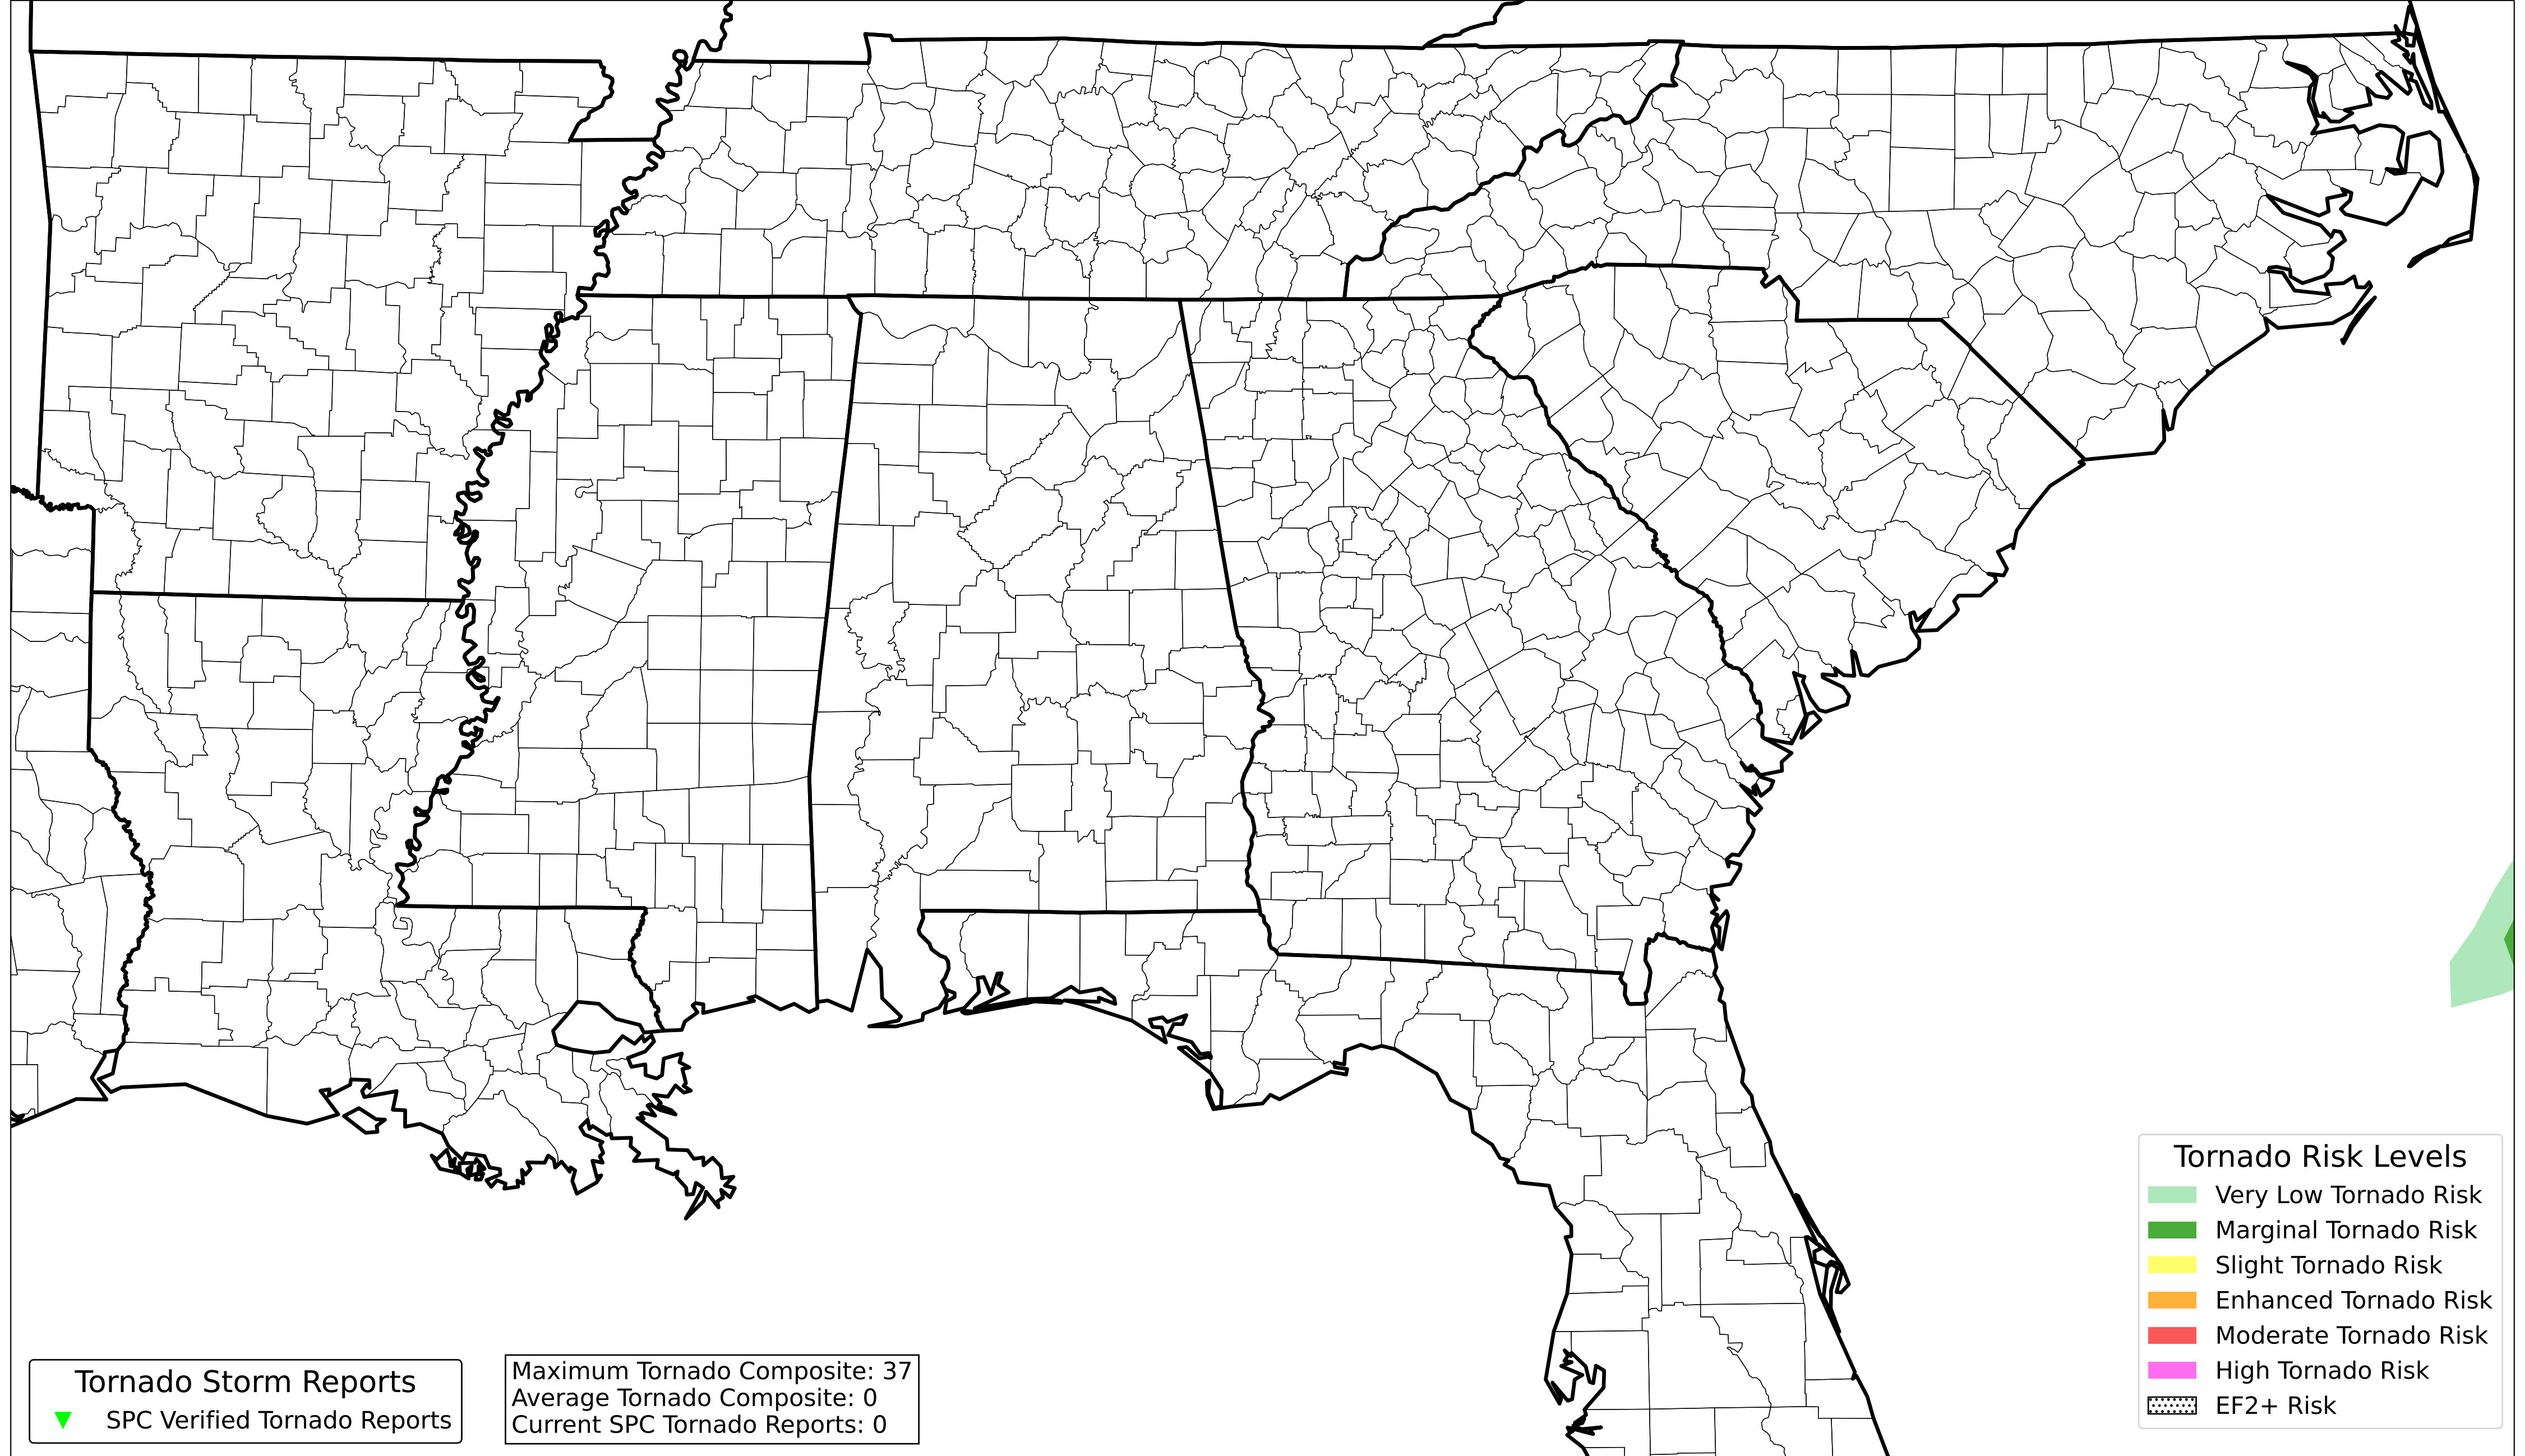 Tornado Storm Reports
SPC Verified Tornado Reports
Maximum Tornado Composite: 37
Average Tornado Composite: 0
Current SPC Tornado Reports: 0
Tornado Risk Levels
Very Low Tornado Risk
Marginal Tornado Risk
Slight Tornado Risk
Enhanced Tornado Risk
Moderate Tornado Risk
High Tornado Risk
EF2+ Risk